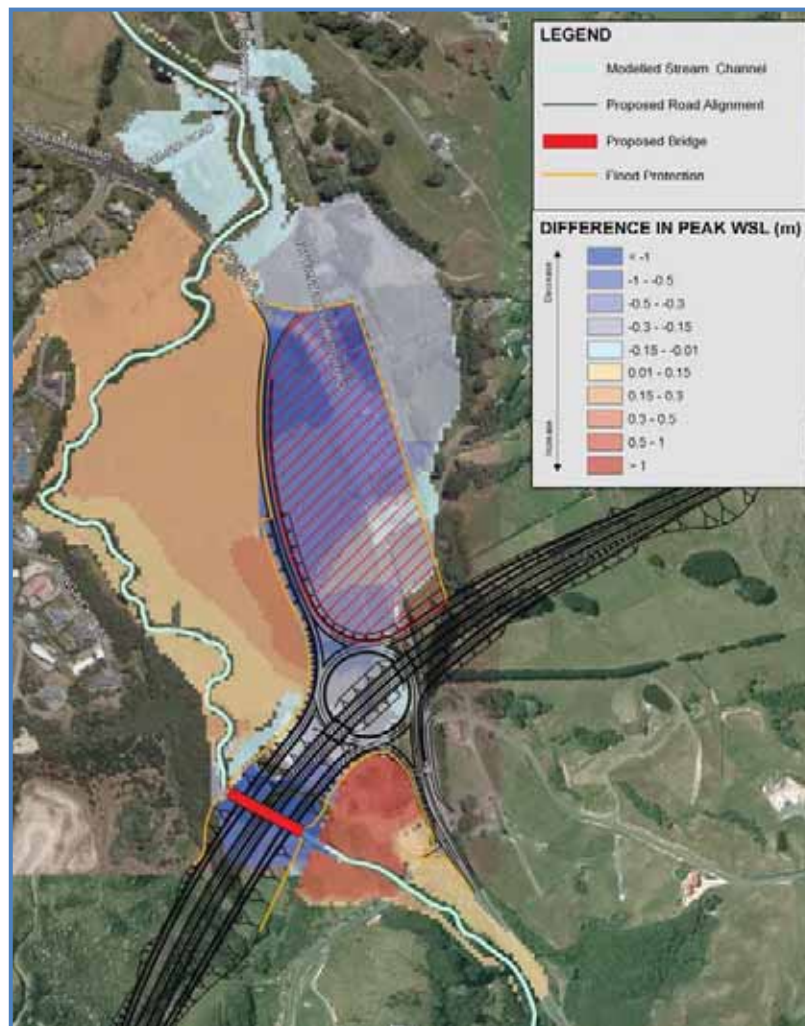 LEGEND
Modelled Stream Channel
Proposed Road Alignment
Proposed Bridge
Flood Protection
DIFFERENCE IN PEAK WSL (m)
Decrease
Increase
< -1
-1 - -0.5
-0.5 - -0.3
-0.3 - -0.15
-0.15 - -0.01
0.01 - 0.15
0.15 - 0.3
0.3 - 0.5
0.5 - 1
> 1